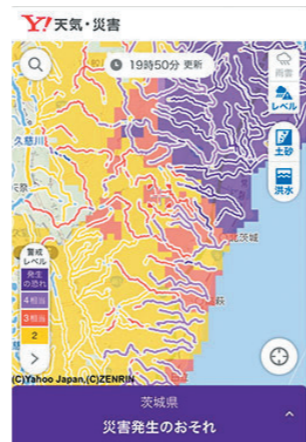 Y! 天気・災害
19時50分 更新
雨雲
レベル
土砂
洪水
久慈川
茨城
萩
警戒
レベル
発生
の恐れ
4相当
3相当
2
(C)Yahoo Japan,(C)ZENRIN
茨城県
災害発生のおそれ